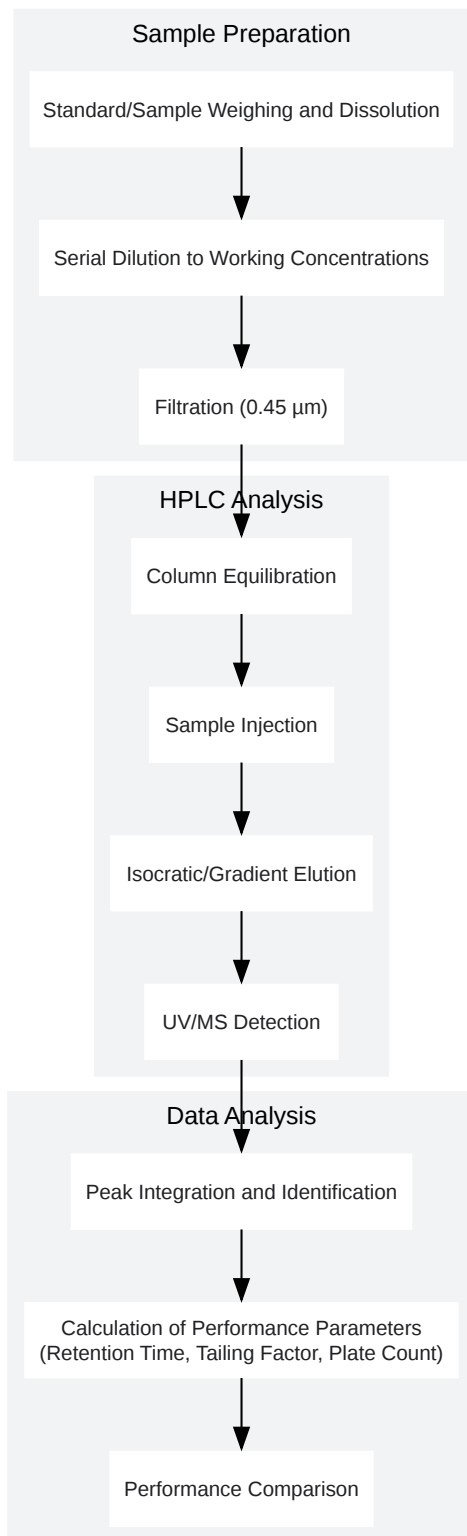 Sample Preparation
Standard/Sample Weighing and Dissolution
Serial Dilution to Working Concentrations
Filtration (0.45 µm)
HPLC Analysis
Column Equilibration
Sample Injection
Isocratic/Gradient Elution
UV/MS Detection
Data Analysis
Peak Integration and Identification
Calculation of Performance Parameters
(Retention Time, Tailing Factor, Plate Count)
Performance Comparison